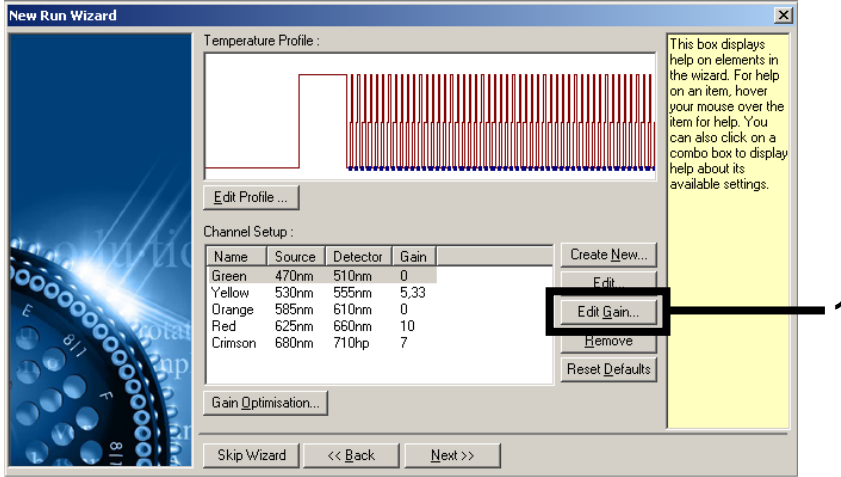 New Run Wizard
Temperature Profile :
Edit Profile ...
Channel Setup :
Name Source Detector Gain
Green 470nm 510nm 0
Yellow 530nm 555nm 5,33
Orange 585nm 610nm 0
Red 625nm 660nm 10
Crimson 680nm 710hp 7
Create New...
Edit...
Edit Gain...
Remove
Reset Defaults
Gain Optimisation...
Skip Wizard
<< Back
Next >>
This box displays
help on elements in
the wizard. For help
on an item, hover
your mouse over the
item for help. You
can also click on a
combo box to display
help about its
available settings.